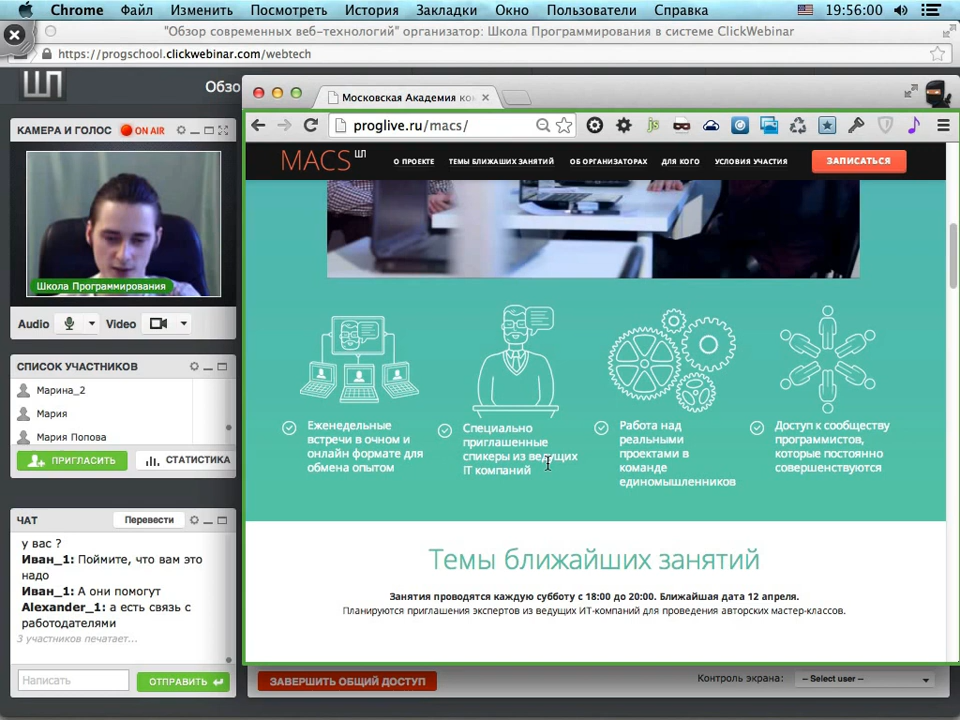 Chrome Файл Изменить Посмотреть История Закладки Окно Пользователи Справка 19:56:00
"Обзор современных веб-технологий" организатор: Школа Программирования в системе ClickWebinar
https://progschool.clickwebinar.com/webtech
ШП Обзо
Московская Академия ко
proglive.ru/macs/
js
КАМЕРА И ГОЛОС ON AIR
MACS ШП О ПРОЕКТЕ ТЕМЫ БЛИЖАШИХ ЗАНЯТИЙ ОБ ОРГАНИЗАТОРАХ ДЛЯ КОГО УСЛОВИЯ УЧАСТИЯ ЗАПИСАТЬСЯ
Школа Программирования
Audio Video
СПИСОК УЧАСТНИКОВ
Марина_2
Мария
Мария Попова
ПРИГЛАСИТЬ СТАТИСТИКА
Еженедельные
встречи в очном и
онлайн формате для
обмена опытом
Специально
приглашенные
спикеры из ведущих
IT компаний
Работа над
реальными
проектами в
команде
единомышленников
Доступ к сообществу
программистов,
которые постоянно
совершенствуются
ЧАТ Перевести
у вас ?
Иван_1: Поймите, что вам это
надо
Иван_1: А они помогут
Alexander_1: а есть связь с
работодателями
3 участников печатает...
Написать ОТПРАВИТЬ
Темы ближайших занятий
Занятия проводятся каждую субботу с 18:00 до 20:00. Ближайшая дата 12 апреля.
Планируются приглашения экспертов из ведущих ИТ-компаний для проведения авторских мастер-классов.
ЗАВЕРШИТЬ ОБЩИЙ ДОСТУП Контроль экрана: -- Select user --